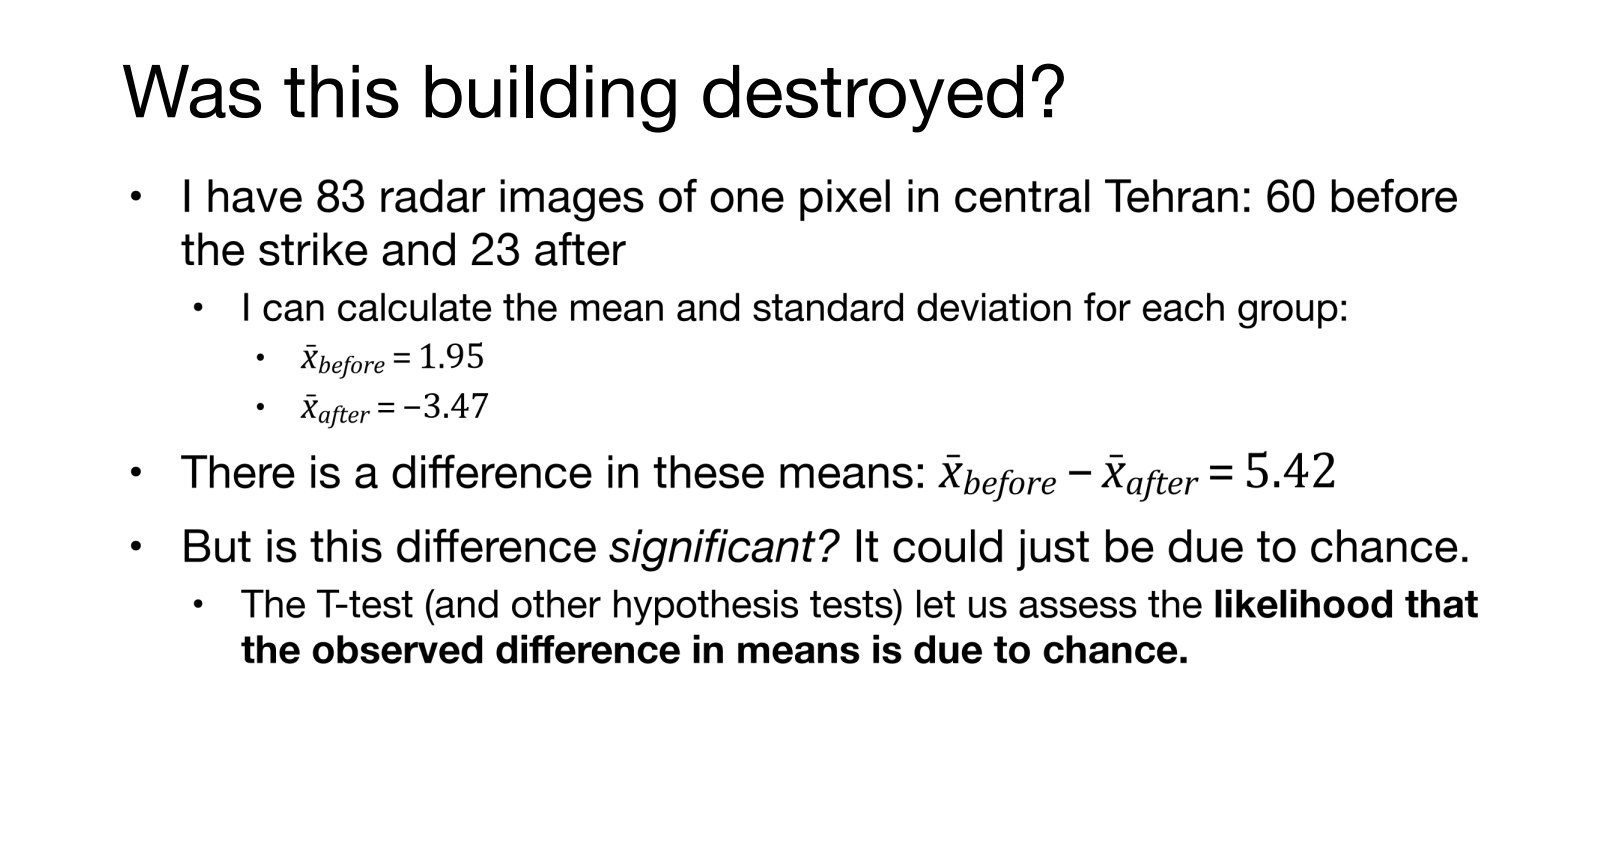 Was this building destroyed?
• I have 83 radar images of one pixel in central Tehran: 60 before
the strike and 23 after
• I can calculate the mean and standard deviation for each group:
• x̄before = 1.95
• x̄after = −3.47
• There is a difference in these means: x̄before − x̄after = 5.42
• But is this difference significant? It could just be due to chance.
• The T-test (and other hypothesis tests) let us assess the likelihood that
the observed difference in means is due to chance.